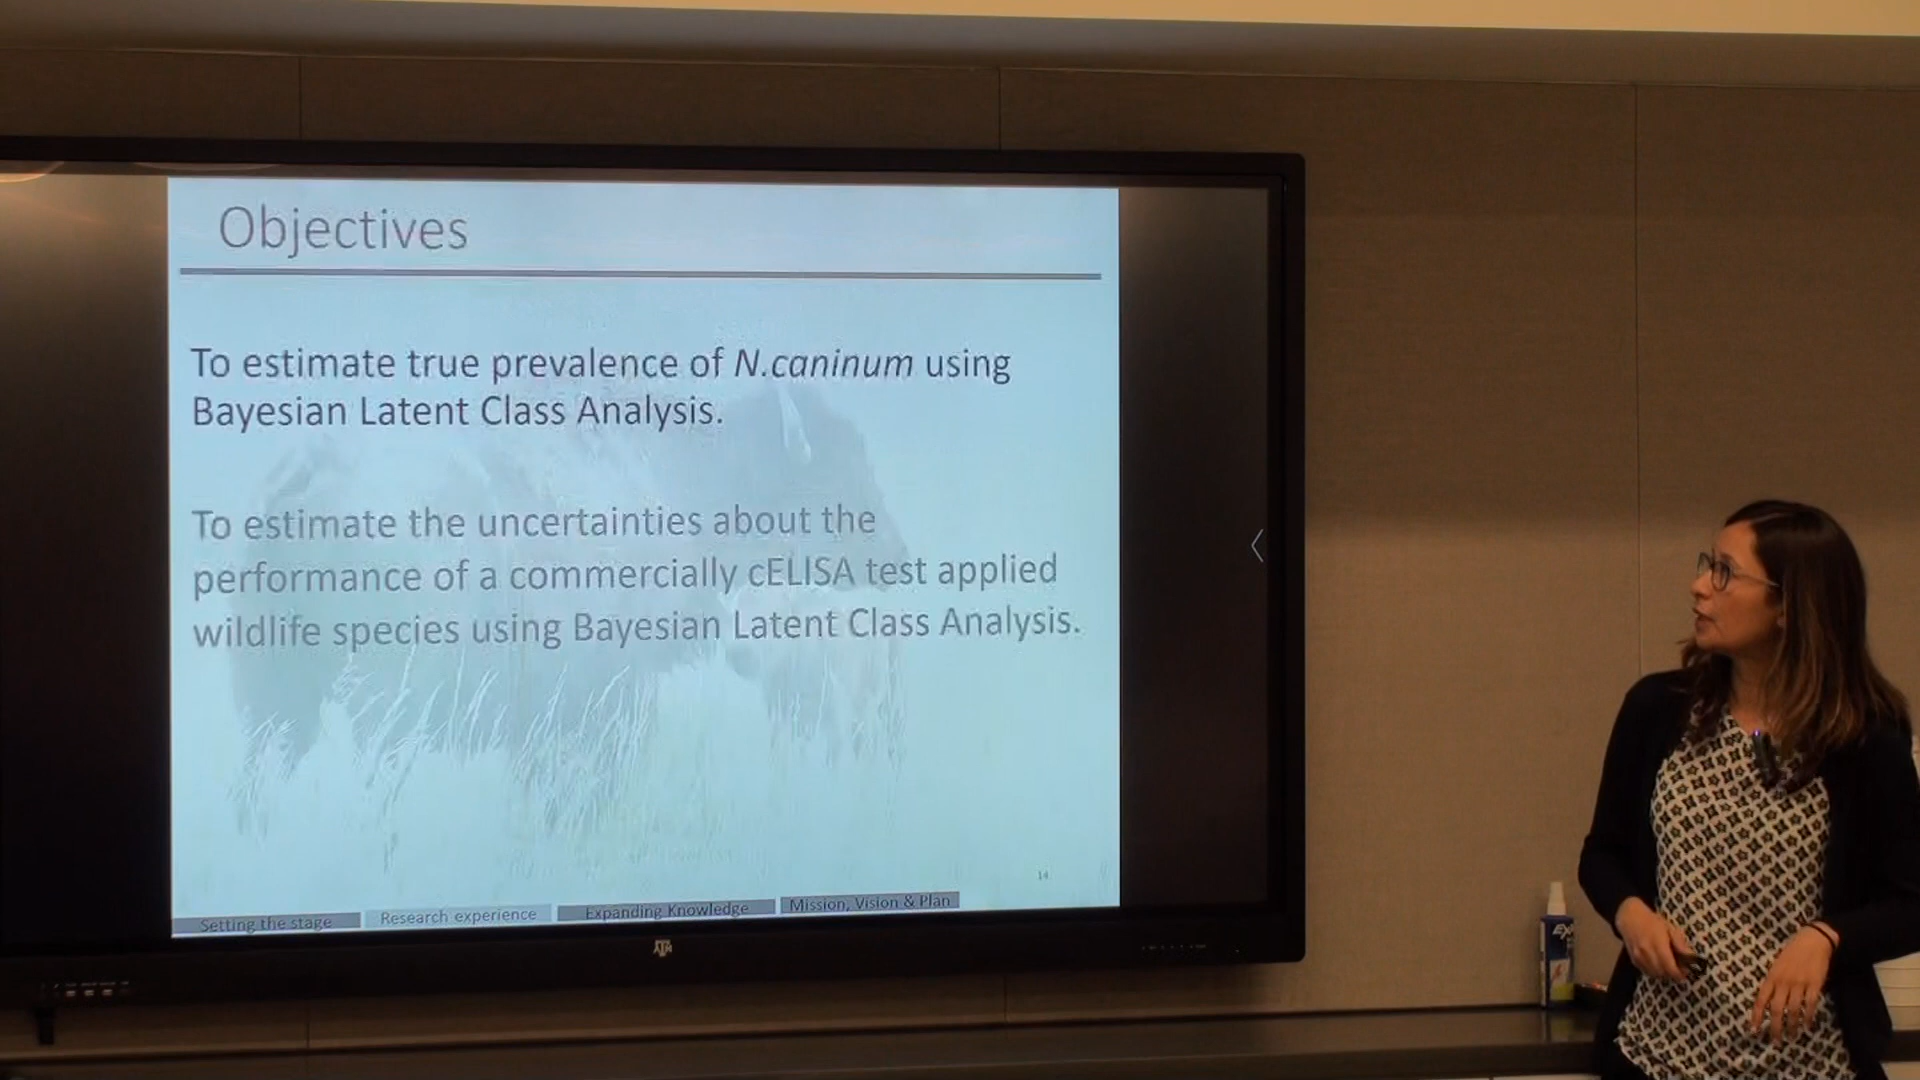 Objectives
To estimate true prevalence of N.caninum using
Bayesian Latent Class Analysis.
To estimate the uncertainties about the
performance of a commercially cELISA test applied
wildlife species using Bayesian Latent Class Analysis.
14
Setting the stage
Research experience
Expanding Knowledge
Mission, Vision & Plan
ATM